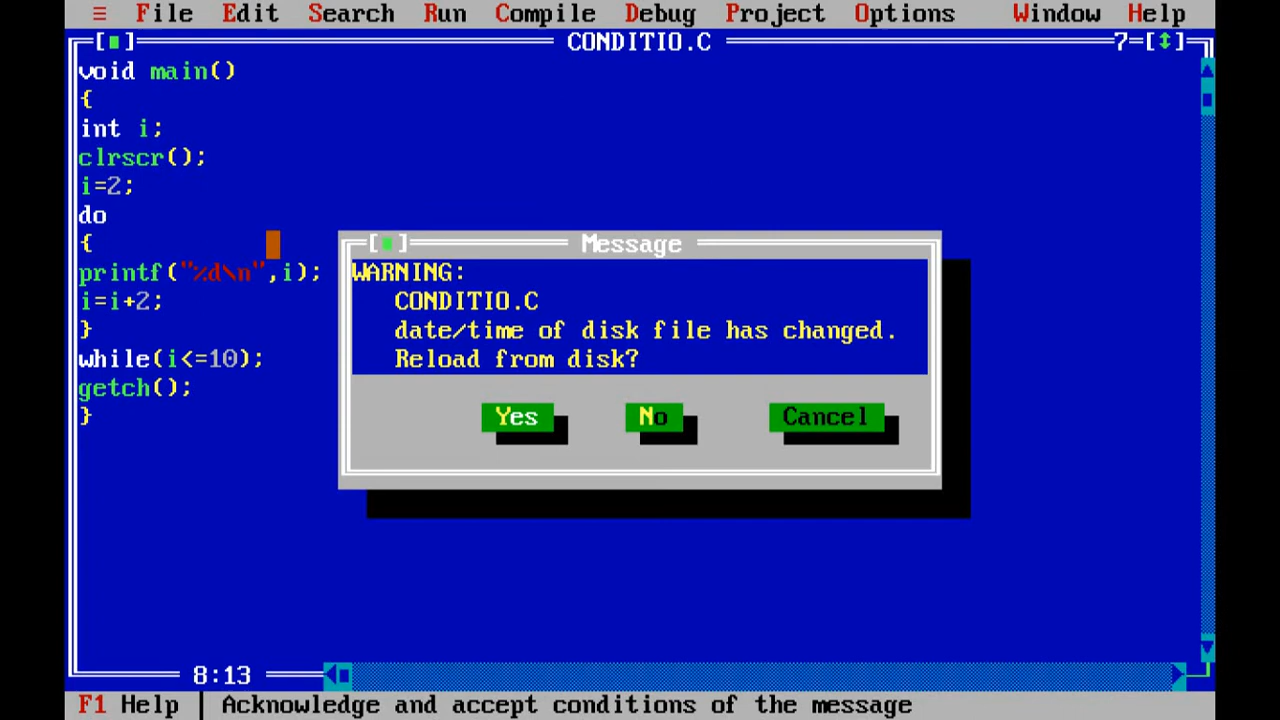 ≡ File Edit Search Run Compile Debug Project Options Window Help
[■] CONDITIO.C 7=[↕]
void main()
{
int i;
clrscr();
i=2;
do
{
printf("%d\n",i);
i=i+2;
}
while(i<=10);
getch();
}
[■] Message
WARNING:
CONDITIO.C
date/time of disk file has changed.
Reload from disk?
Yes No Cancel
8:13
F1 Help │ Acknowledge and accept conditions of the message